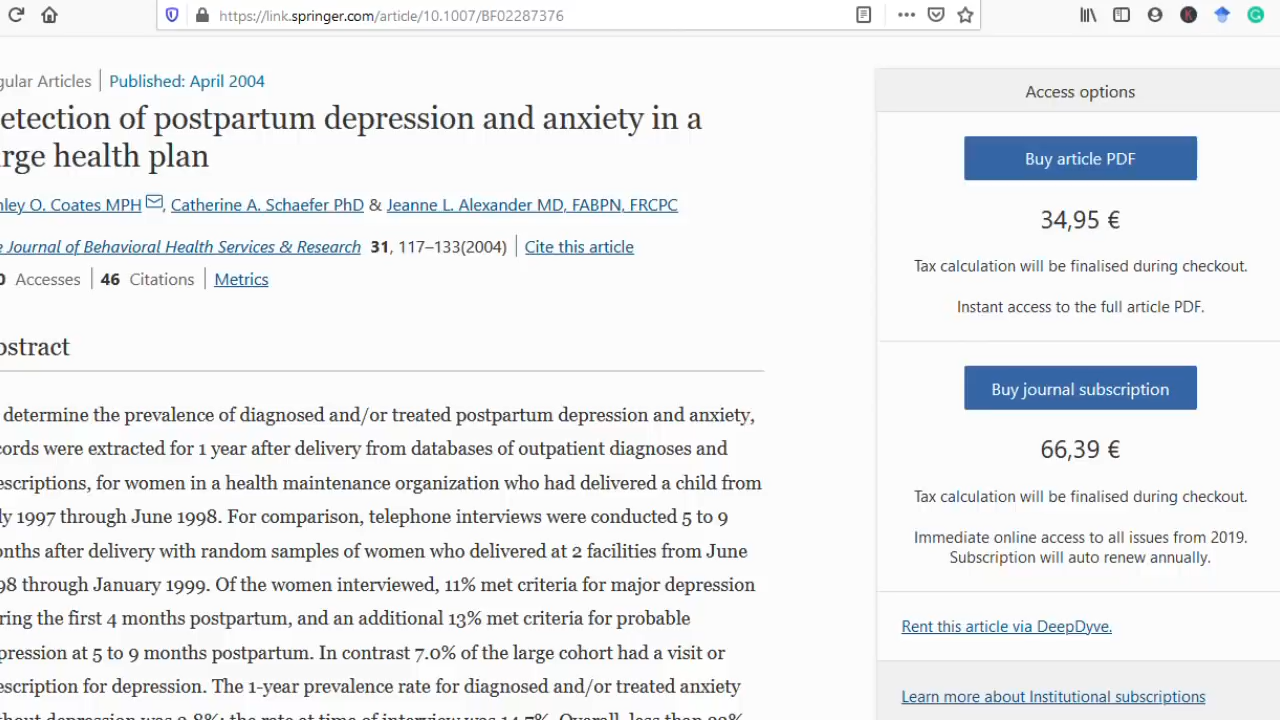 https://link.springer.com/article/10.1007/BF02287376
gular Articles | Published: April 2004
etection of postpartum depression and anxiety in a
rge health plan
nley O. Coates MPH, Catherine A. Schaefer PhD & Jeanne L. Alexander MD, FABPN, FRCPC
e Journal of Behavioral Health Services & Research 31, 117–133(2004) | Cite this article
0 Accesses | 46 Citations | Metrics
bstract
determine the prevalence of diagnosed and/or treated postpartum depression and anxiety,
cords were extracted for 1 year after delivery from databases of outpatient diagnoses and
escriptions, for women in a health maintenance organization who had delivered a child from
ly 1997 through June 1998. For comparison, telephone interviews were conducted 5 to 9
onths after delivery with random samples of women who delivered at 2 facilities from June
98 through January 1999. Of the women interviewed, 11% met criteria for major depression
ring the first 4 months postpartum, and an additional 13% met criteria for probable
pression at 5 to 9 months postpartum. In contrast 7.0% of the large cohort had a visit or
escription for depression. The 1-year prevalence rate for diagnosed and/or treated anxiety
Access options
Buy article PDF
34,95 €
Tax calculation will be finalised during checkout.
Instant access to the full article PDF.
Buy journal subscription
66,39 €
Tax calculation will be finalised during checkout.
Immediate online access to all issues from 2019.
Subscription will auto renew annually.
Rent this article via DeepDyve.
Learn more about Institutional subscriptions